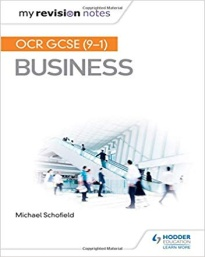 my revision notes
OCR GCSE (9–1)
BUSINESS
Michael Schofield
HODDER
EDUCATION
LEARN MORE